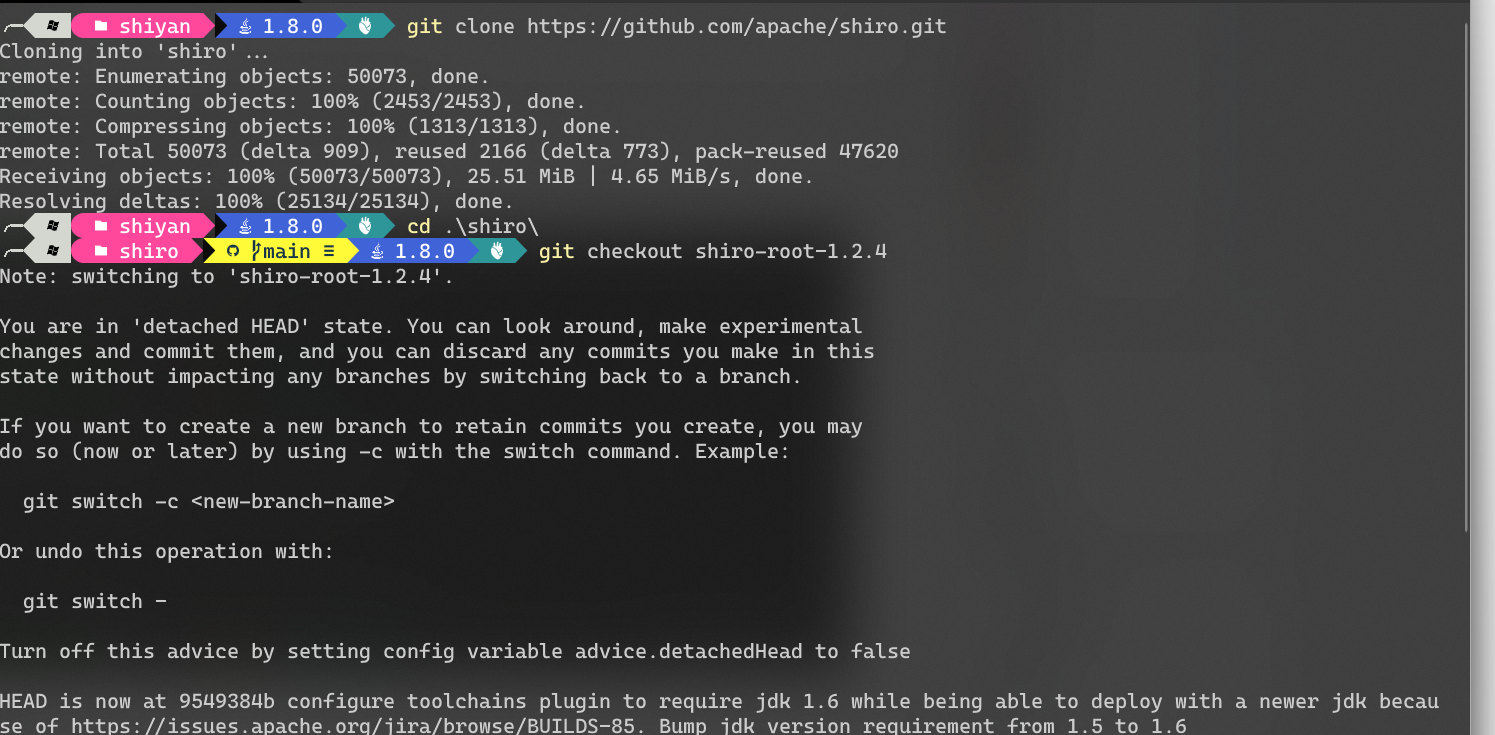 shiyan 1.8.0 git clone https://github.com/apache/shiro.git
Cloning into 'shiro'...
remote: Enumerating objects: 50073, done.
remote: Counting objects: 100% (2453/2453), done.
remote: Compressing objects: 100% (1313/1313), done.
remote: Total 50073 (delta 909), reused 2166 (delta 773), pack-reused 47620
Receiving objects: 100% (50073/50073), 25.51 MiB | 4.65 MiB/s, done.
Resolving deltas: 100% (25134/25134), done.
shiyan 1.8.0 cd .\shiro\
shiro main ≡ 1.8.0 git checkout shiro-root-1.2.4
Note: switching to 'shiro-root-1.2.4'.
You are in 'detached HEAD' state. You can look around, make experimental
changes and commit them, and you can discard any commits you make in this
state without impacting any branches by switching back to a branch.
If you want to create a new branch to retain commits you create, you may
do so (now or later) by using -c with the switch command. Example:
git switch -c <new-branch-name>
Or undo this operation with:
git switch -
Turn off this advice by setting config variable advice.detachedHead to false
HEAD is now at 9549384b configure toolchains plugin to require jdk 1.6 while being able to deploy with a newer jdk becau
se of https://issues.apache.org/jira/browse/BUILDS-85. Bump jdk version requirement from 1.5 to 1.6